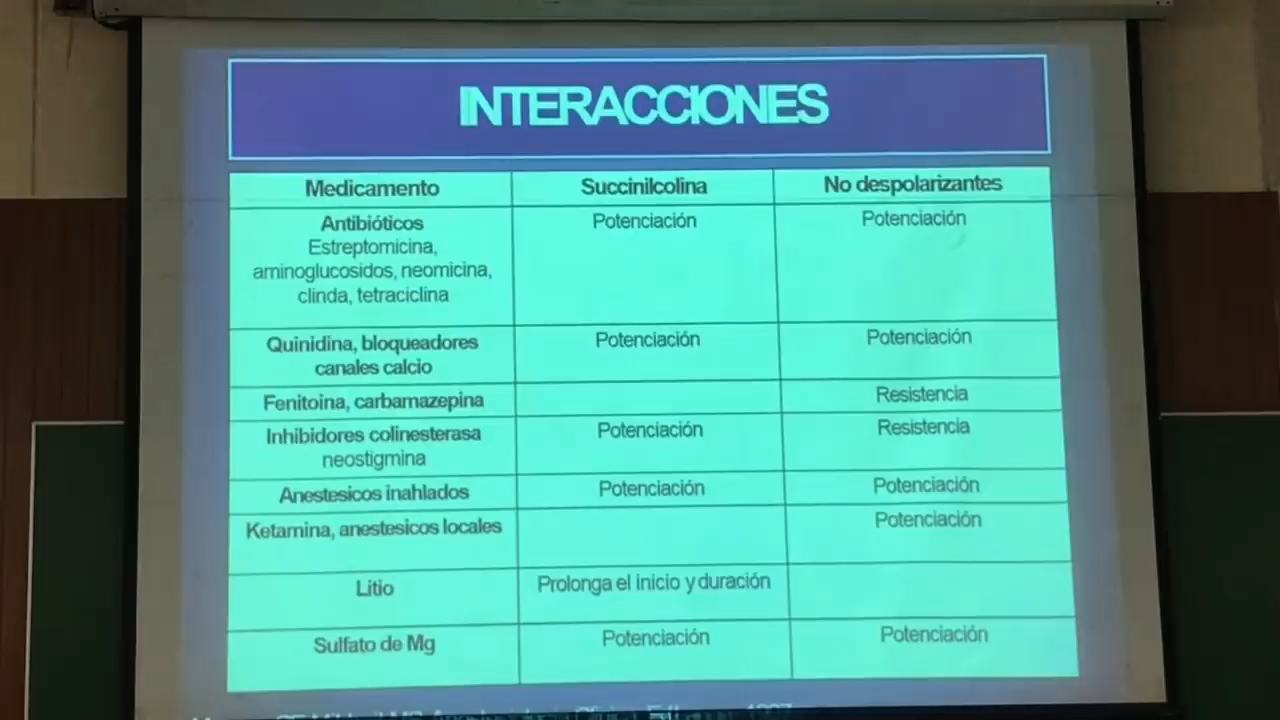 INTERACCIONES
Medicamento Succinilcolina No despolarizantes
Antibióticos Potenciación Potenciación
Estreptomicina,
aminoglucosidos, neomicina,
clinda, tetraciclina
Quinidina, bloqueadores Potenciación Potenciación
canales calcio
Fenitoina, carbamazepina Resistencia
Inhibidores colinesterasa Potenciación Resistencia
neostigmina
Anestesicos inahlados Potenciación Potenciación
Ketamina, anestesicos locales Potenciación
Litio Prolonga el inicio y duración
Sulfato de Mg Potenciación Potenciación